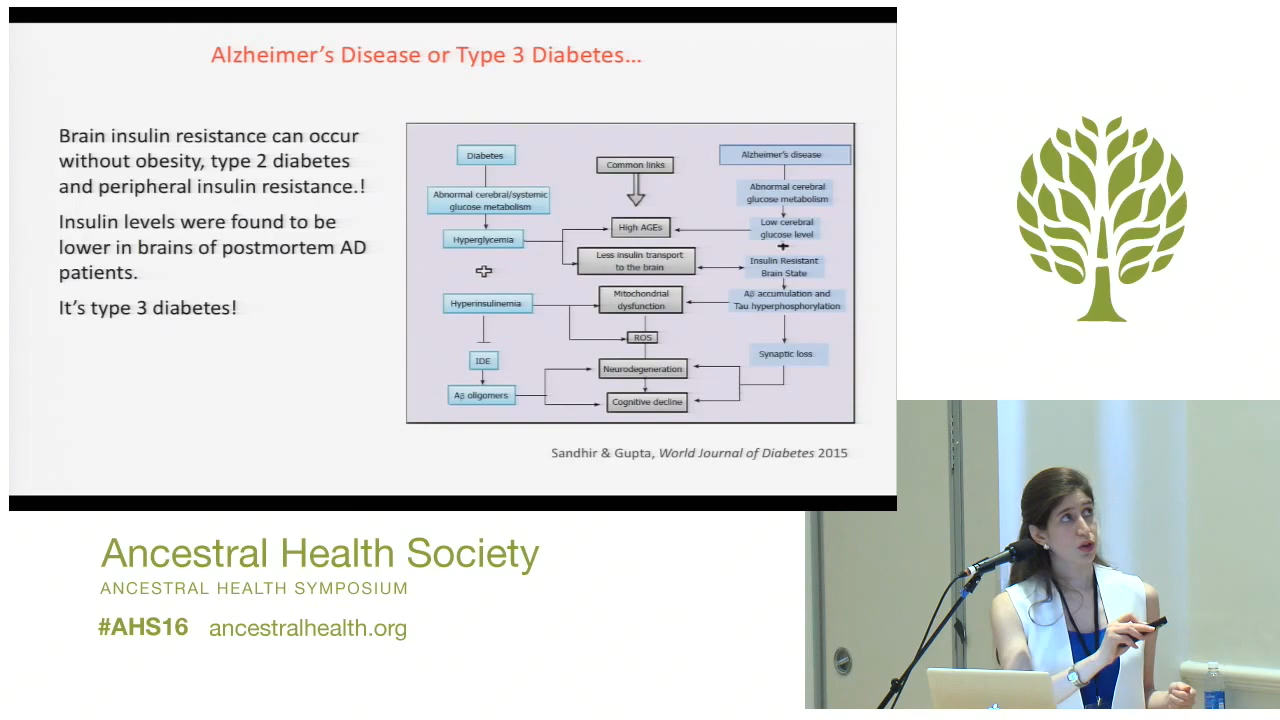 Alzheimer's Disease or Type 3 Diabetes...
Brain insulin resistance can occur
without obesity, type 2 diabetes
and peripheral insulin resistance.!
Insulin levels were found to be
lower in brains of postmortem AD
patients.
It's type 3 diabetes!
Diabetes
Abnormal cerebral/systemic
glucose metabolism
Hyperglycemia
Hyperinsulinemia
IDE
Aβ oligomers
Common links
High AGEs
Less insulin transport
to the brain
Mitochondrial
dysfunction
ROS
Neurodegeneration
Cognitive decline
Alzheimer's disease
Abnormal cerebral
glucose metabolism
Low cerebral
glucose level
Insulin Resistant
Brain State
Aβ accumulation and
Tau hyperphosphorylation
Synaptic loss
Sandhir & Gupta, World Journal of Diabetes 2015
Ancestral Health Society
ANCESTRAL HEALTH SYMPOSIUM
#AHS16 ancestralhealth.org